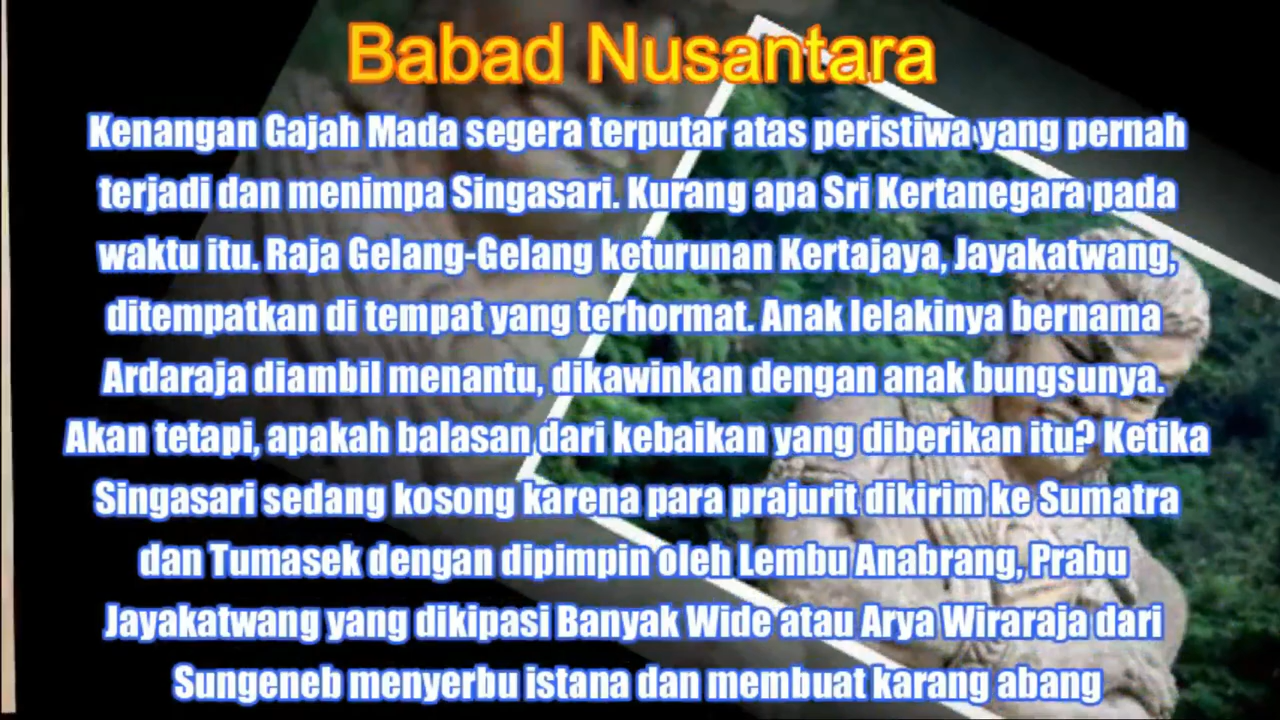 Babad Nusantara
Kenangan Gajah Mada segera terputar atas peristiwa yang pernah
terjadi dan menimpa Singasari. Kurang apa Sri Kertanegara pada
waktu itu. Raja Gelang-Gelang keturunan Kertajaya, Jayakatwang,
ditempatkan di tempat yang terhormat. Anak lelakinya bernama
Ardaraja diambil menantu, dikawinkan dengan anak bungsunya.
Akan tetapi, apakah balasan dari kebaikan yang diberikan itu? Ketika
Singasari sedang kosong karena para prajurit dikirim ke Sumatra
dan Tumasek dengan dipimpin oleh Lembu Anabrang, Prabu
Jayakatwang yang dikipasi Banyak Wide atau Arya Wiraraja dari
Sungeneb menyerbu istana dan membuat karang abang